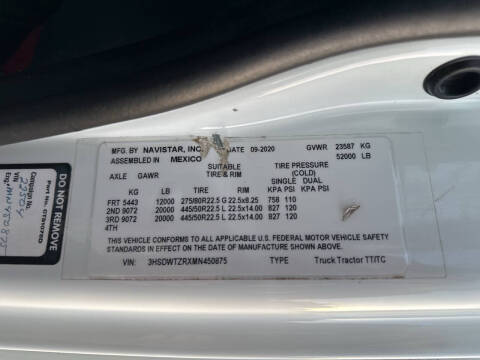 MFG. BY NAVISTAR, INC. DATE 09-2020 GVWR 23587 KG
ASSEMBLED IN MEXICO 52000 LB
SUITABLE TIRE PRESSURE
AXLE GAWR TIRE & RIM (COLD)
SINGLE DUAL
KG LB KPA PSI KPA PSI
FRT 5443 12000 275/80R22.5 G 22.5x8.25 758 110
2ND 9072 20000 445/50R22.5 L 22.5x14.00 827 120
3RD 9072 20000 445/50R22.5 L 22.5x14.00 827 120
4TH
THIS VEHICLE CONFORMS TO ALL APPLICABLE U.S. FEDERAL MOTOR VEHICLE SAFETY
STANDARDS IN EFFECT ON THE DATE OF MANUFACTURE SHOWN ABOVE.
VIN: 3HSDWTZRXMN450875 TYPE Truck Tractor TT/TC
DO NOT REMOVE
Campaign No.
VIN
Eng.